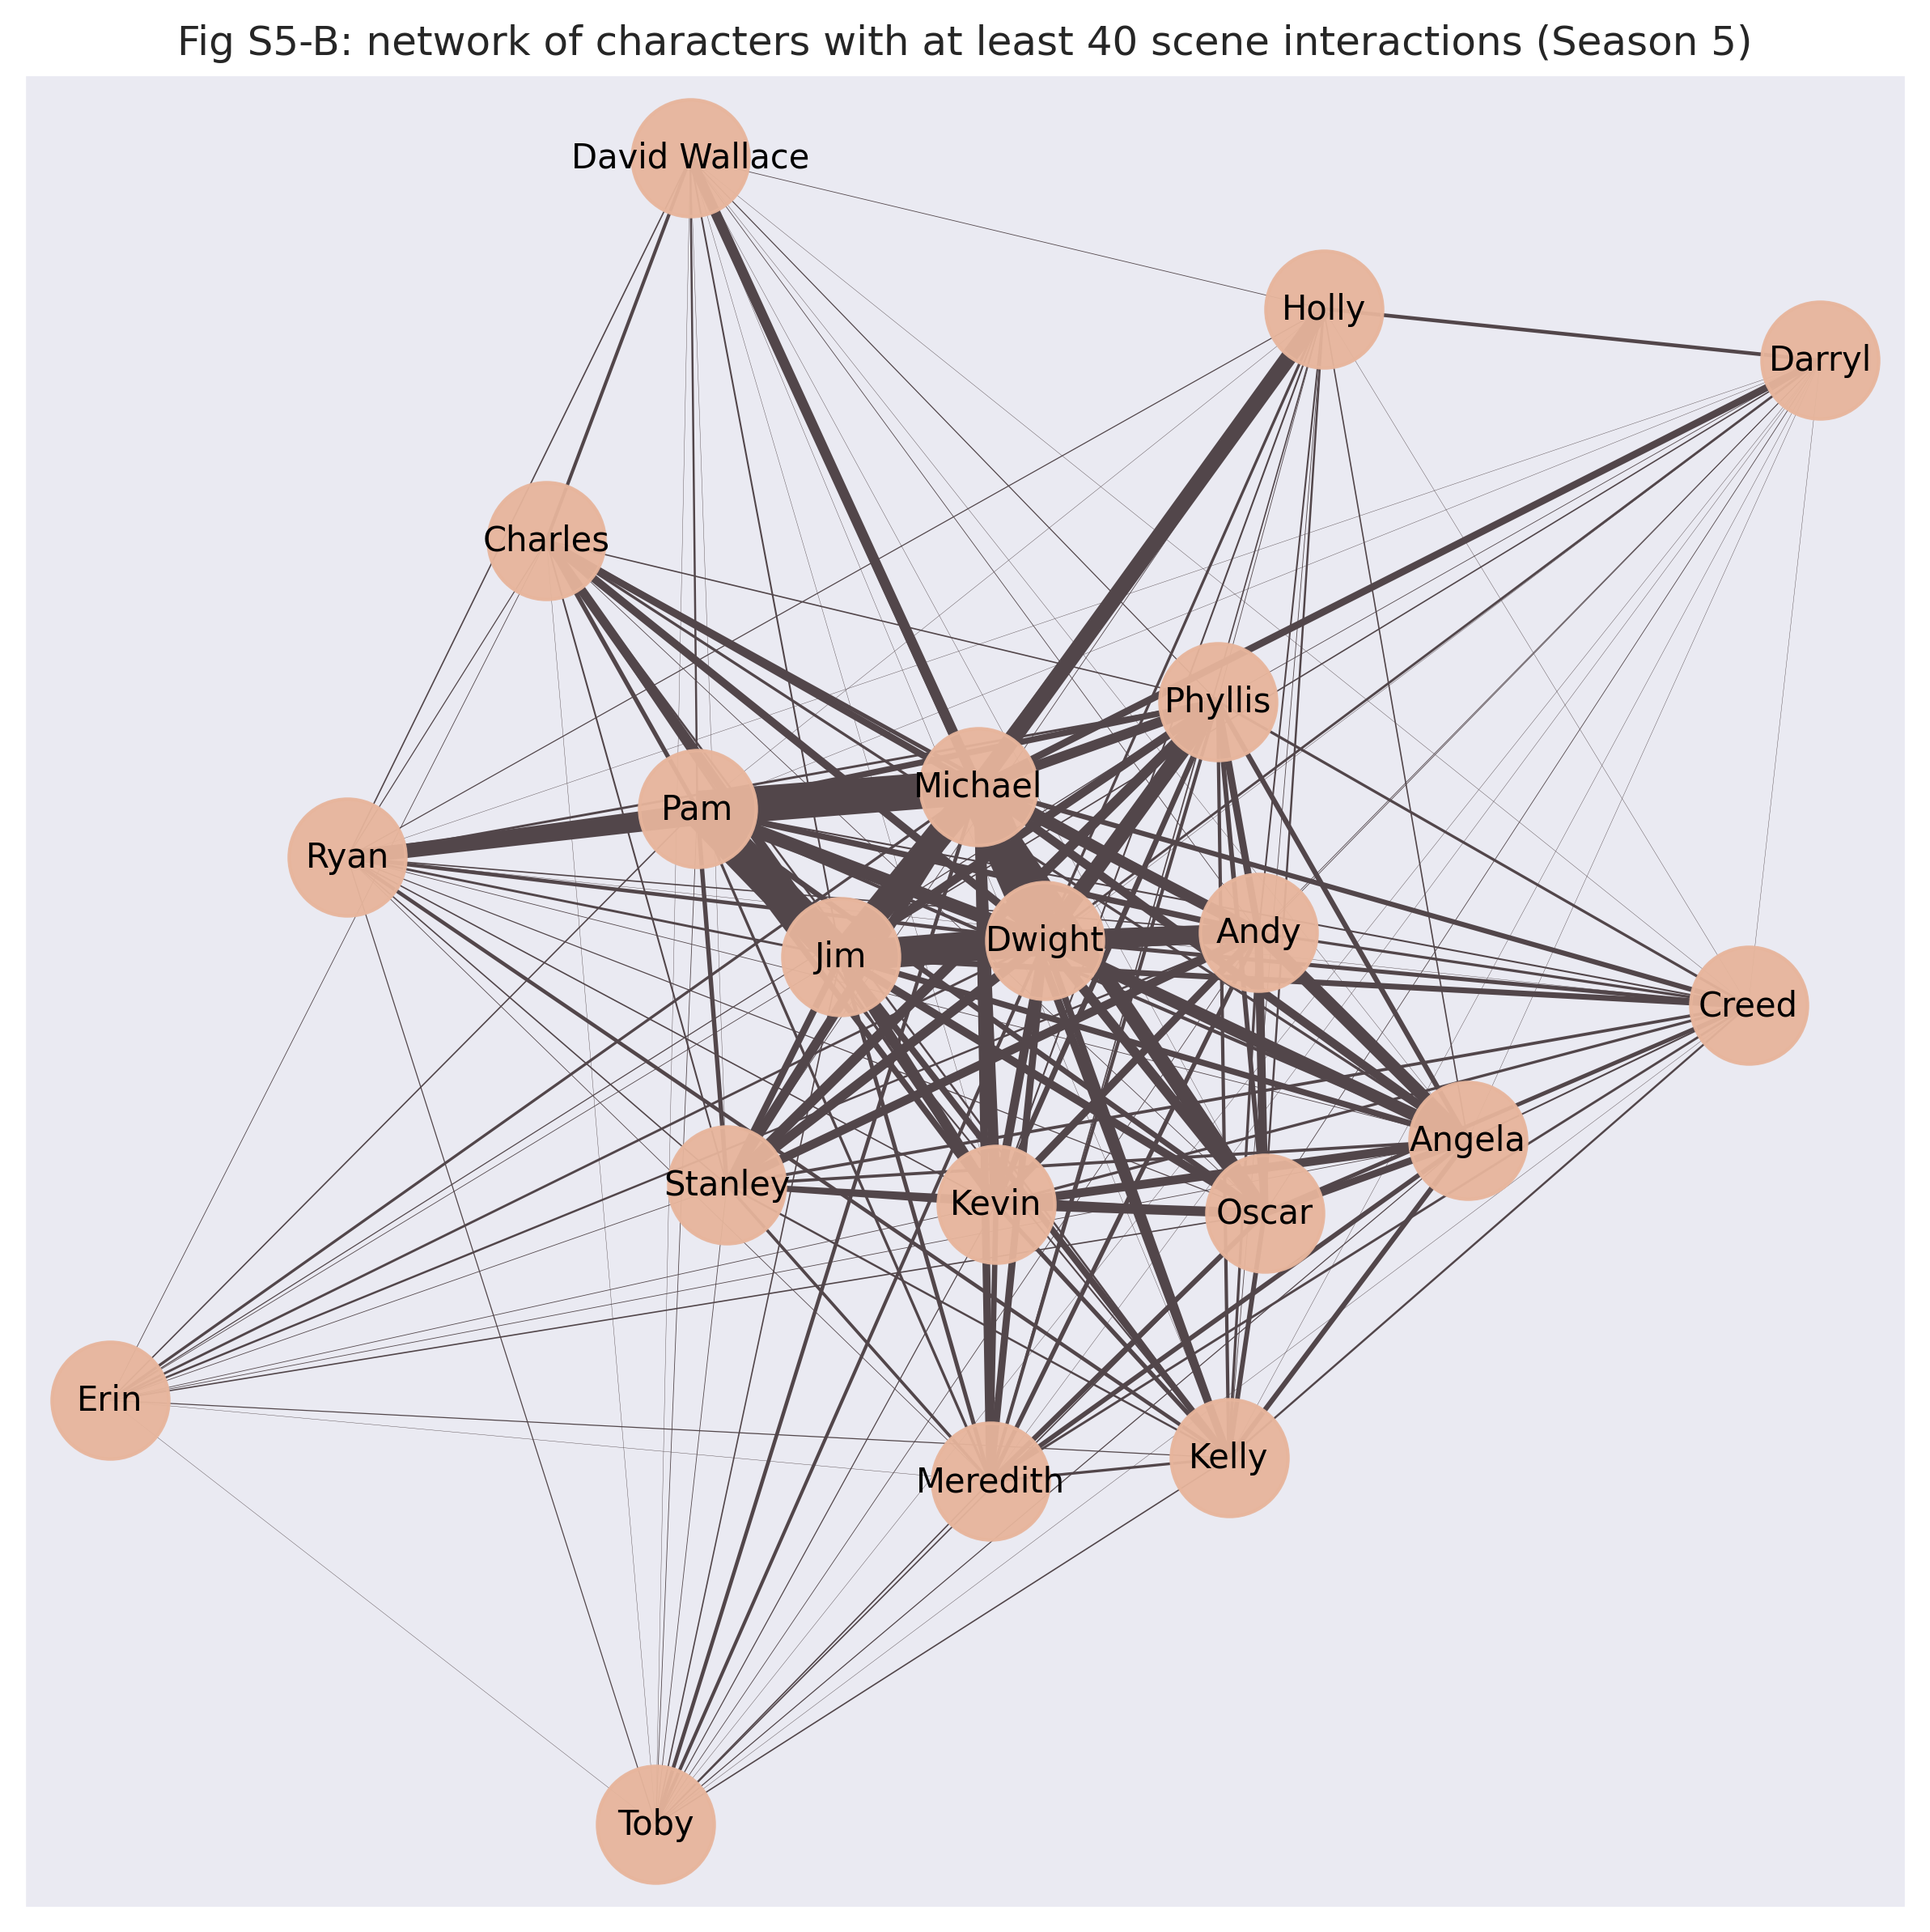 Fig S5-B: network of characters with at least 40 scene interactions (Season 5)
David Wallace
Holly
Darryl
Charles
Phyllis
Michael
Pam
Ryan
Andy
Dwight
Jim
Creed
Angela
Stanley
Kevin
Oscar
Erin
Kelly
Meredith
Toby